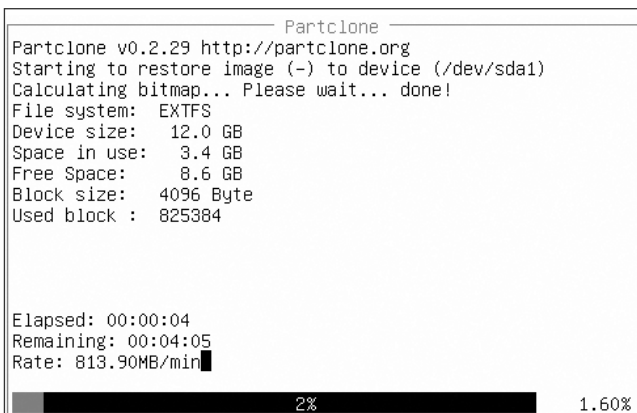 Partclone
Partclone v0.2.29 http://partclone.org
Starting to restore image (-) to device (/dev/sda1)
Calculating bitmap... Please wait... done!
File system:  EXTFS
Device size:   12.0 GB
Space in use:   3.4 GB
Free Space:     8.6 GB
Block size:   4096 Byte
Used block :  825384
Elapsed: 00:00:04
Remaining: 00:04:05
Rate: 813.90MB/min
2% 1.60%